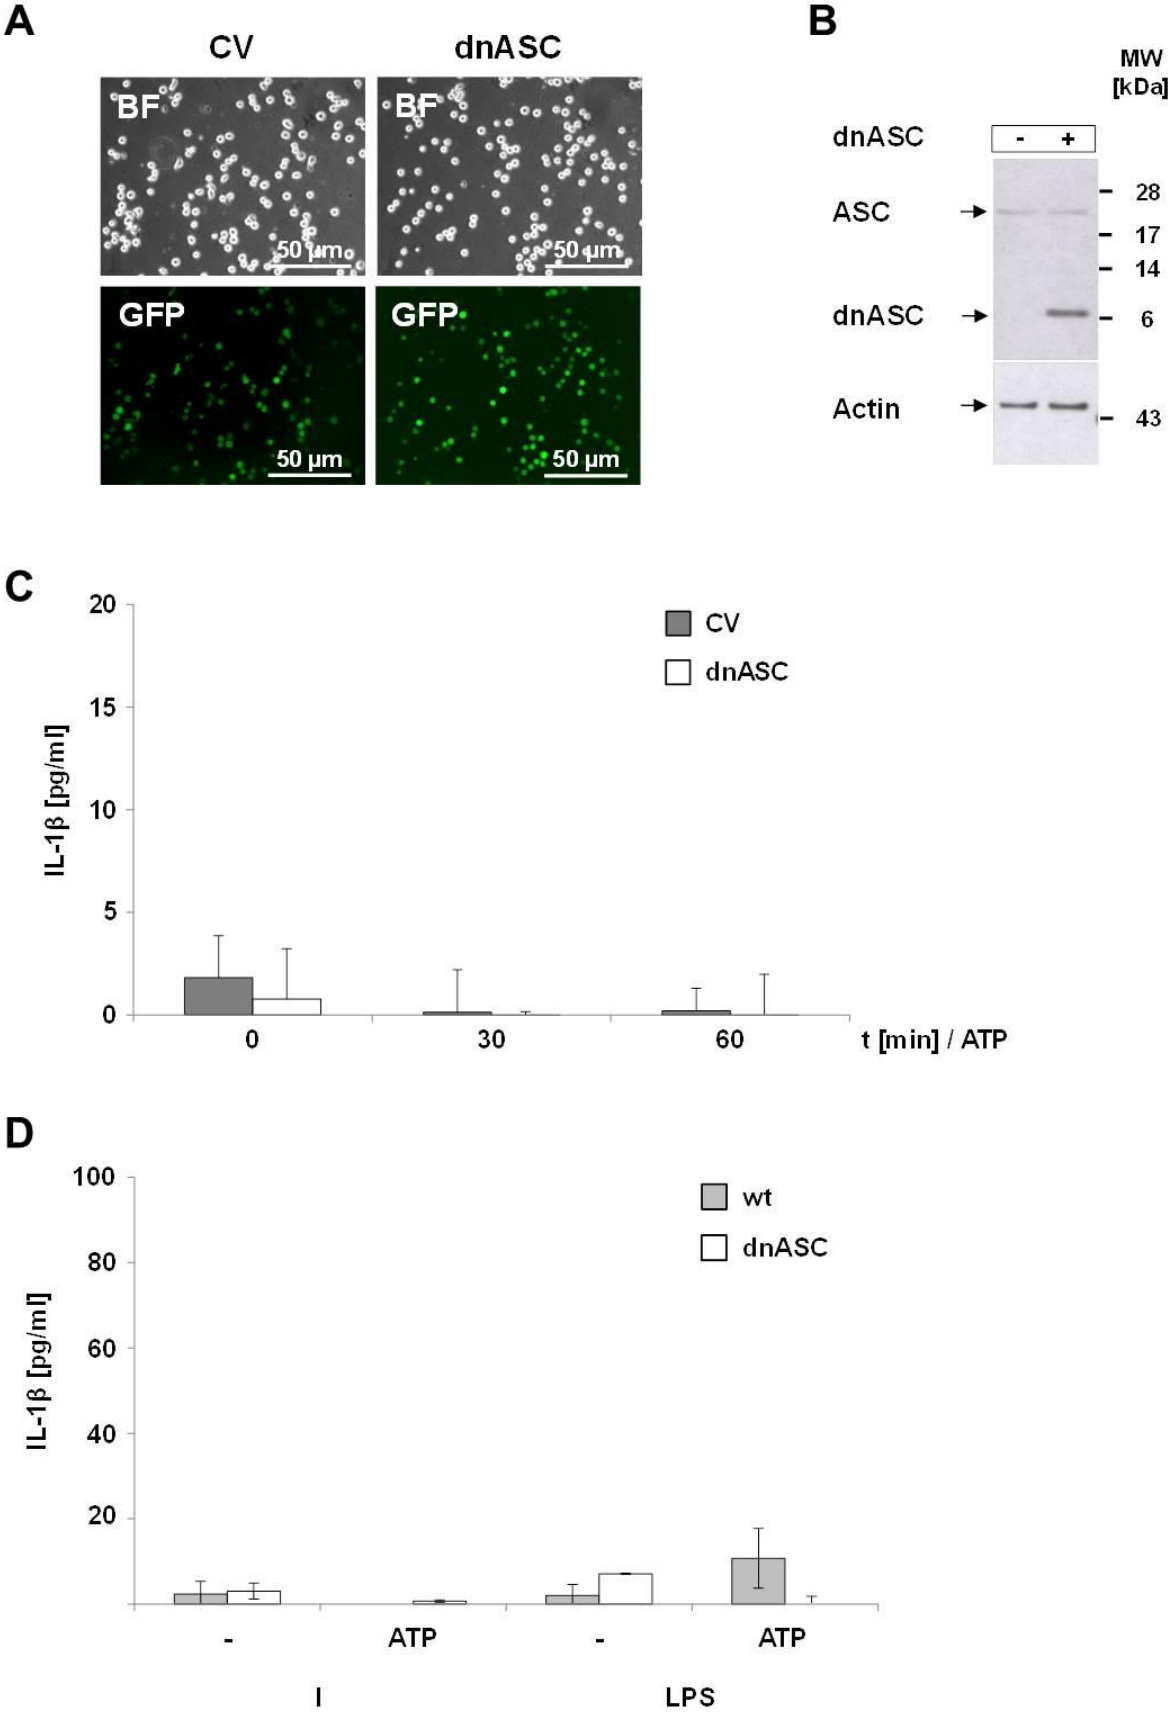 A
CV dnASC
BF BF
50 µm 50 µm
GFP GFP
50 µm 50 µm
B
MW
[kDa]
dnASC - +
28
ASC
17
14
dnASC
6
Actin
43
C
20
15
10
5
0
IL-1β [pg/ml]
CV
dnASC
0 30 60 t [min] / ATP
D
100
80
60
40
20
IL-1β [pg/ml]
wt
dnASC
- ATP - ATP
I LPS